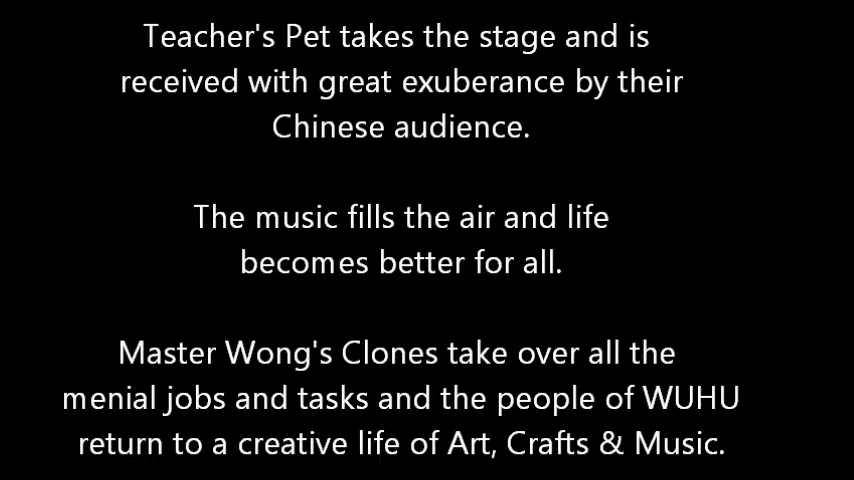 Teacher's Pet takes the stage and is
received with great exuberance by their
Chinese audience.
The music fills the air and life
becomes better for all.
Master Wong's Clones take over all the
menial jobs and tasks and the people of WUHU
return to a creative life of Art, Crafts & Music.